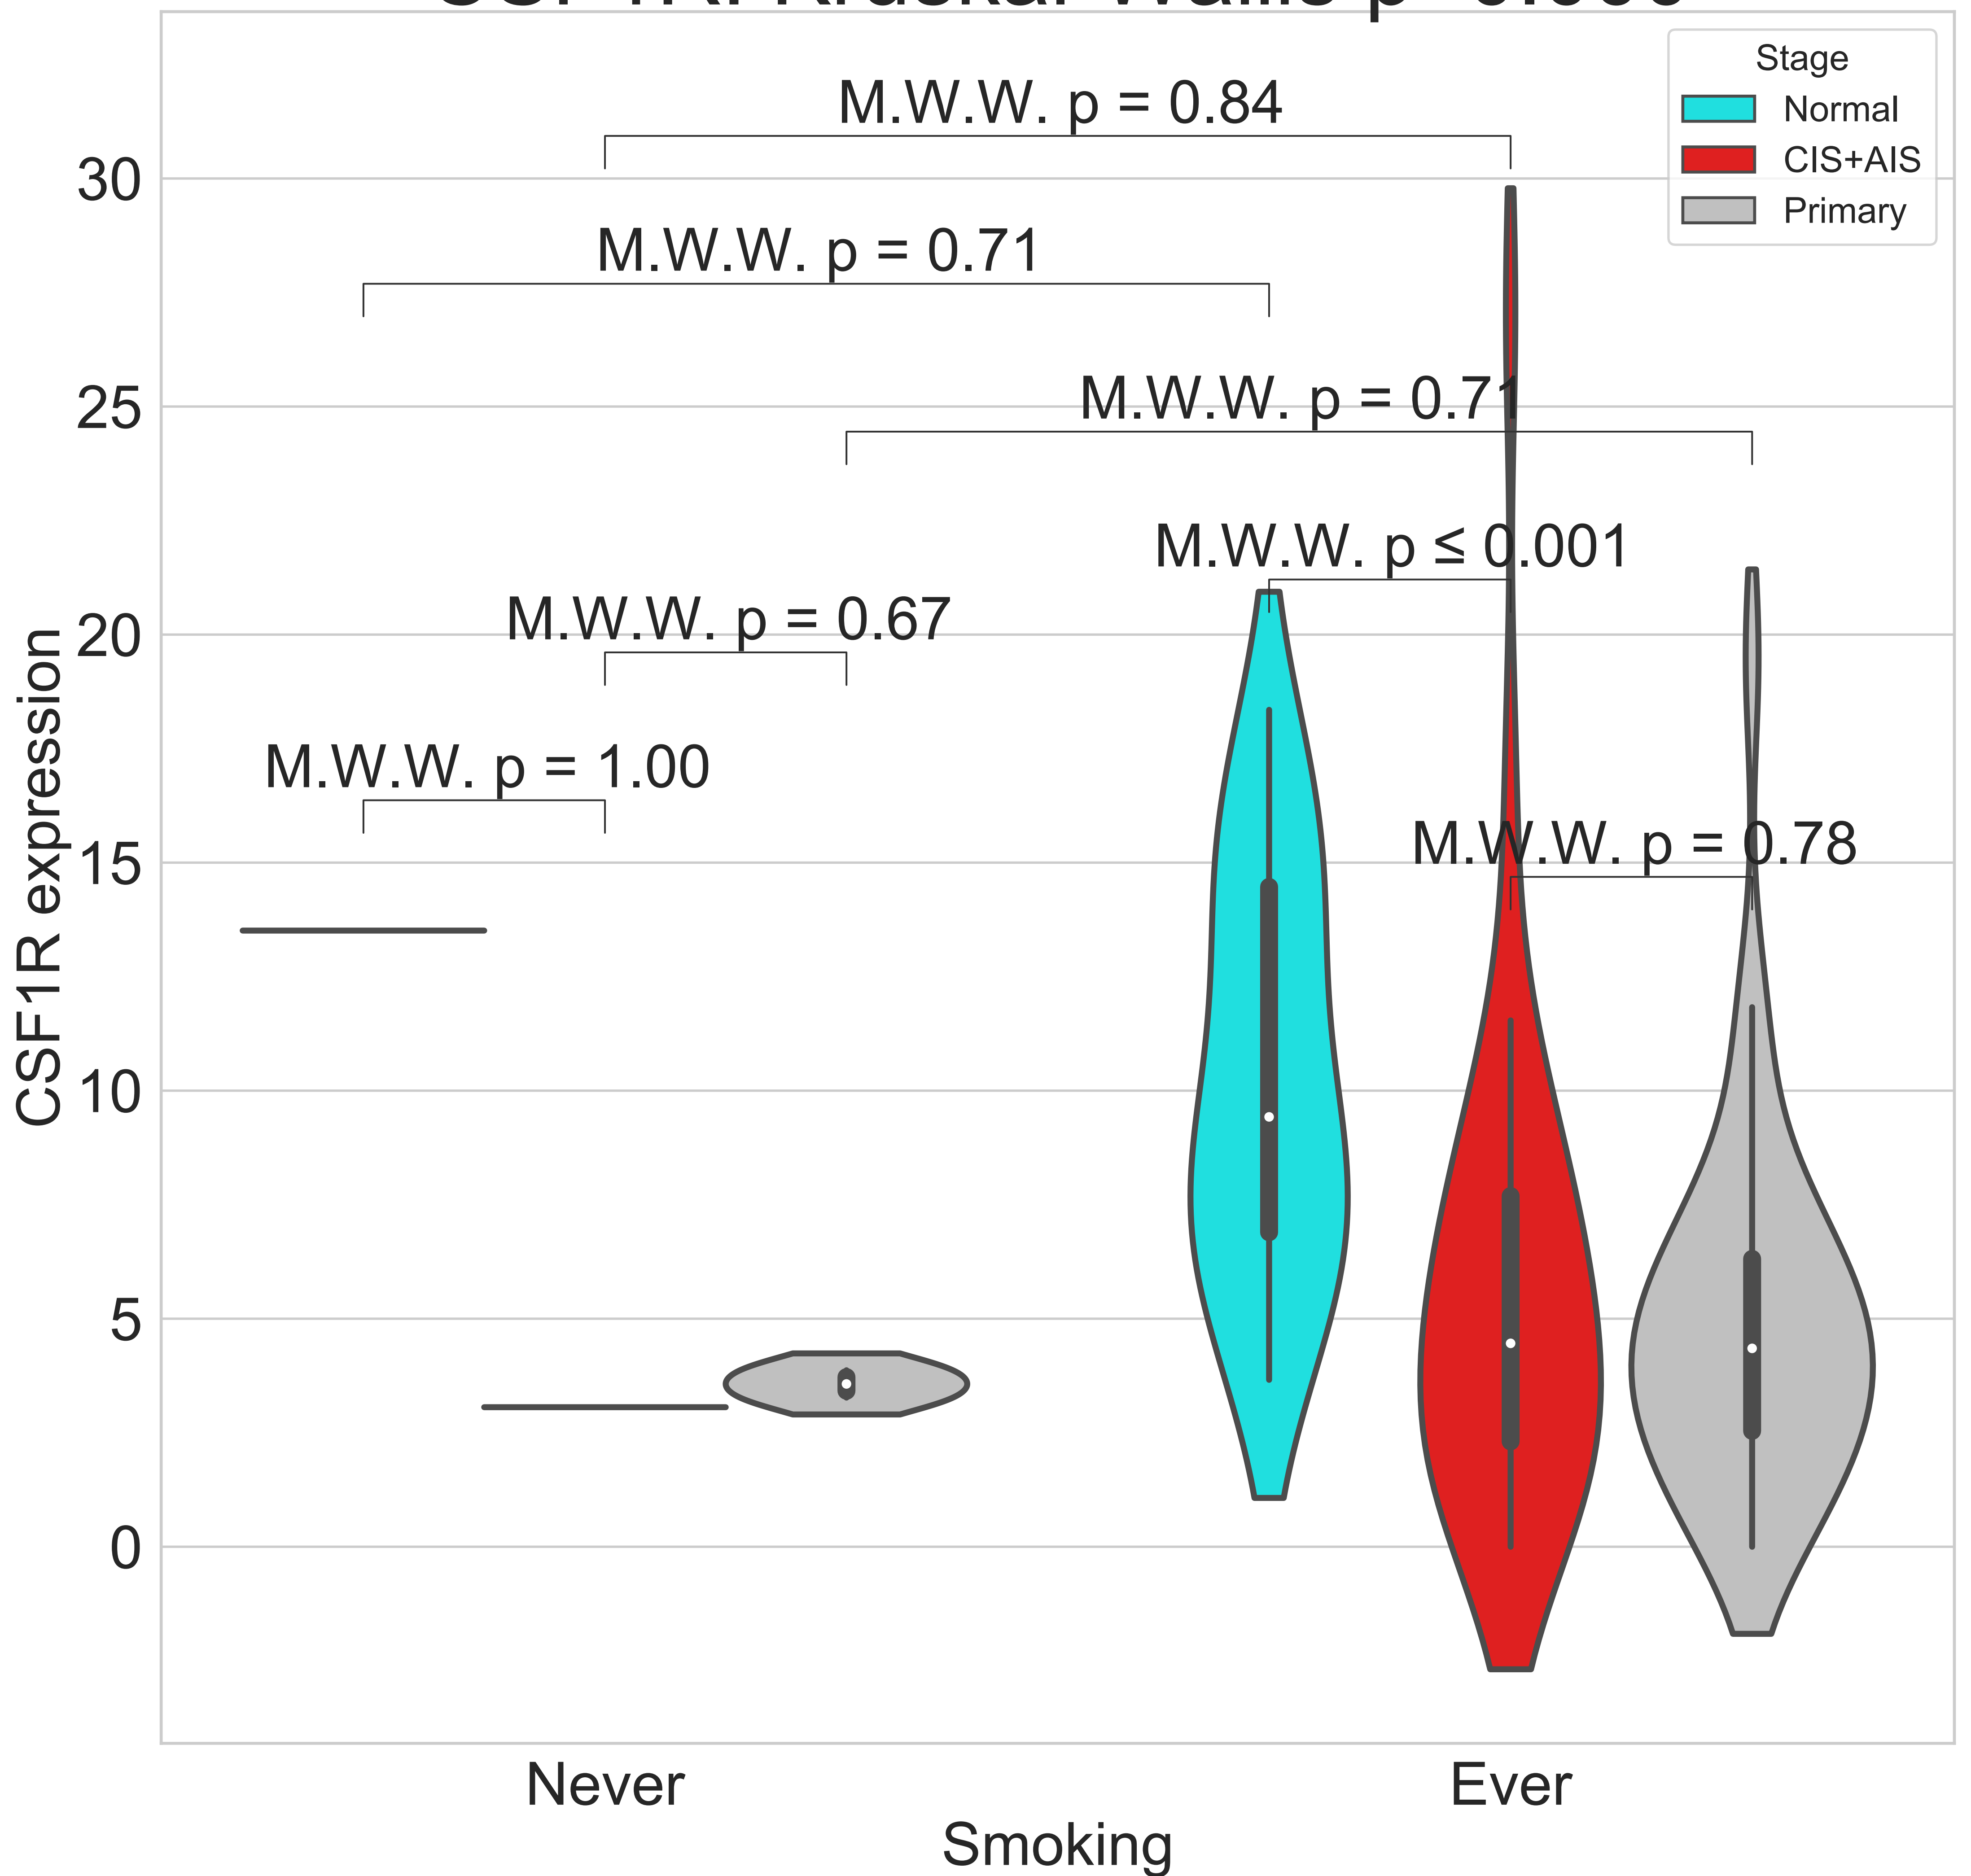 Stage
Normal
CIS+AIS
Primary
M.W.W. p = 0.84
M.W.W. p = 0.71
M.W.W. p = 0.71
M.W.W. p ≤ 0.001
M.W.W. p = 0.67
M.W.W. p = 1.00
M.W.W. p = 0.78
CSF1R expression
30
25
20
15
10
5
0
Never
Ever
Smoking